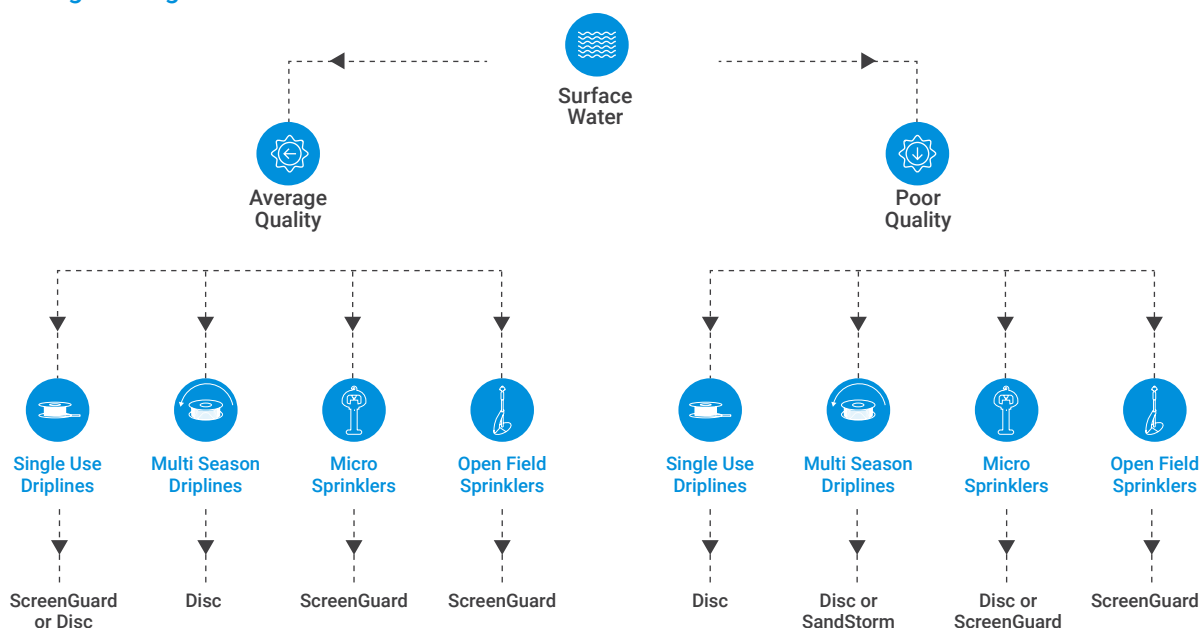 Surface
Water
Average
Quality
Poor
Quality
Single Use
Driplines
Multi Season
Driplines
Micro
Sprinklers
Open Field
Sprinklers
Single Use
Driplines
Multi Season
Driplines
Micro
Sprinklers
Open Field
Sprinklers
ScreenGuard
or Disc
Disc
ScreenGuard
ScreenGuard
Disc
Disc or
SandStorm
Disc or
ScreenGuard
ScreenGuard